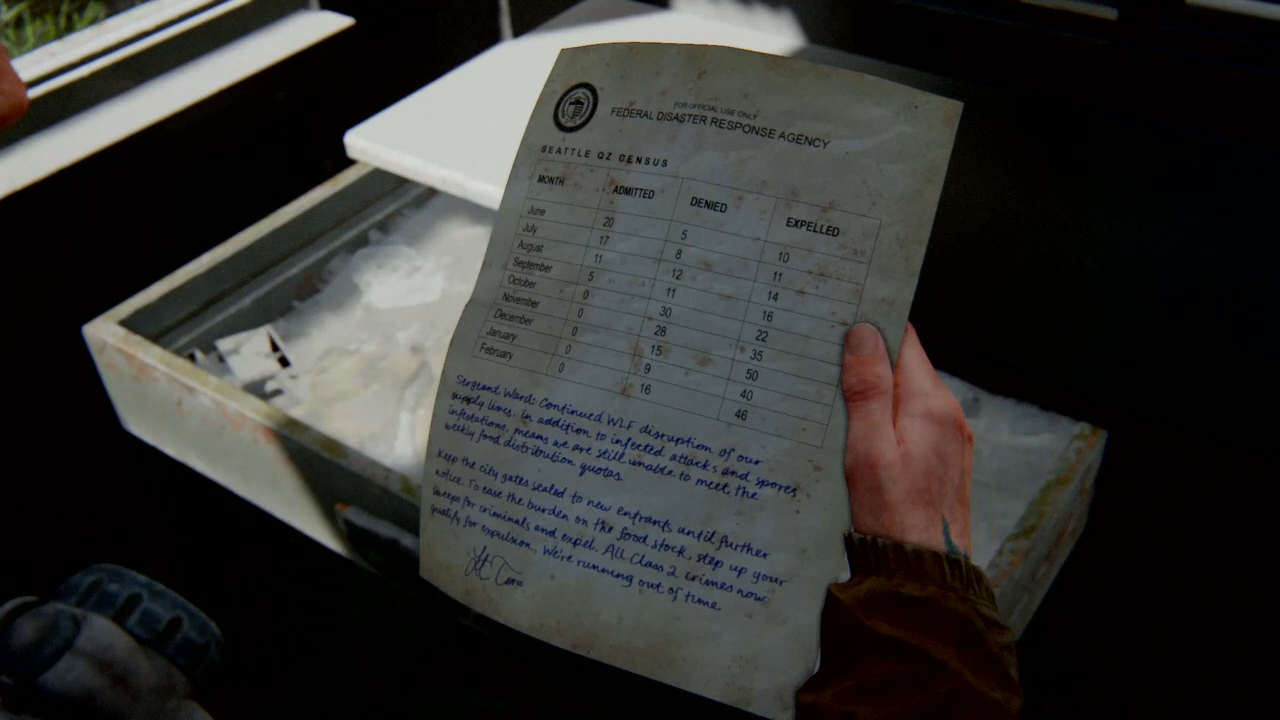 FOR OFFICIAL USE ONLY
FEDERAL DISASTER RESPONSE AGENCY
SEATTLE QZ CENSUS
MONTH ADMITTED DENIED EXPELLED
June 20 5 10
July 17 8 11
August 11 12 14
September 5 11 16
October 0 30 22
November 0 28 35
December 0 15 50
January 0 9 40
February 0 16 46
Sergeant Ward: Continued WLF disruption of our
supply lines, in addition to infected attacks and spores
infestations, means we are still unable to meet the
weekly food distribution quotas.
Keep the city gates sealed to new entrants until further
notice. To ease the burden on the food stock, step up your
sweeps for criminals and expel. All Class 2 crimes now
qualify for expulsion. We're running out of time
Lt